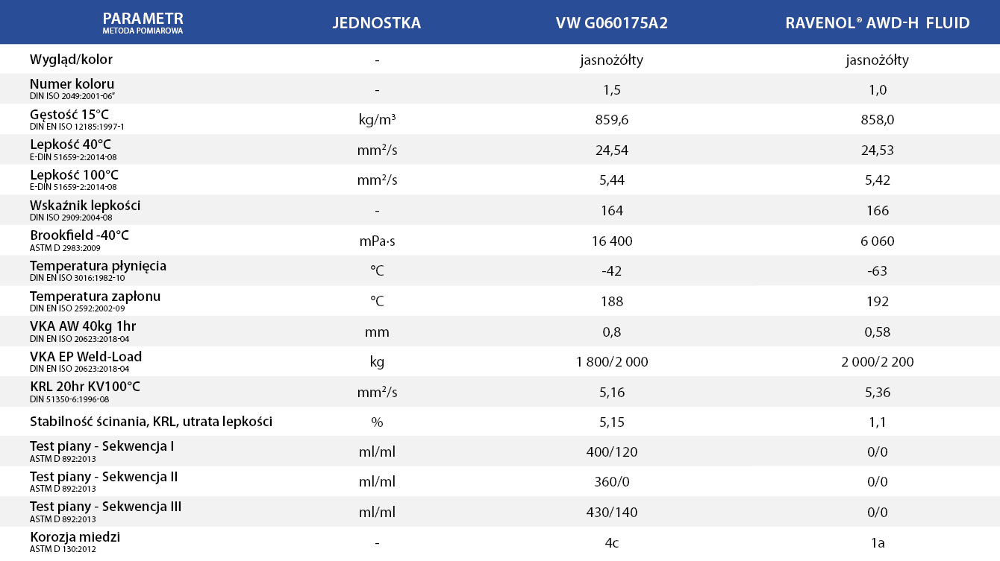 PARAMETR JEDNOSTKA VW G060175A2 RAVENOL® AWD-H FLUID
METODA POMIAROWA
Wygląd/kolor - jasnożółty jasnożółty
Numer koloru - 1,5 1,0
DIN ISO 2049:2001-06”
Gęstość 15°C kg/m³ 859,6 858,0
DIN EN ISO 12185:1997-1
Lepkość 40°C mm²/s 24,54 24,53
E-DIN 51659-2:2014-08
Lepkość 100°C mm²/s 5,44 5,42
E-DIN 51659-2:2014-08
Wskaźnik lepkości - 164 166
DIN ISO 2909:2004-08
Brookfield -40°C mPa·s 16 400 6 060
ASTM D 2983:2009
Temperatura płynięcia °C -42 -63
DIN EN ISO 3016:1982-10
Temperatura zapłonu °C 188 192
DIN EN ISO 2592:2002-09
VKA AW 40kg 1hr mm 0,8 0,58
DIN EN ISO 20623:2018-04
VKA EP Weld-Load kg 1 800/2 000 2 000/2 200
DIN EN ISO 20623:2018-04
KRL 20hr KV100°C mm²/s 5,16 5,36
DIN 51350-6:1996-08
Stabilność ścinania, KRL, utrata lepkości % 5,15 1,1
Test piany - Sekwencja I ml/ml 400/120 0/0
ASTM D 892:2013
Test piany - Sekwencja II ml/ml 360/0 0/0
ASTM D 892:2013
Test piany - Sekwencja III ml/ml 430/140 0/0
ASTM D 892:2013
Korozja miedzi - 4c 1a
ASTM D 130:2012